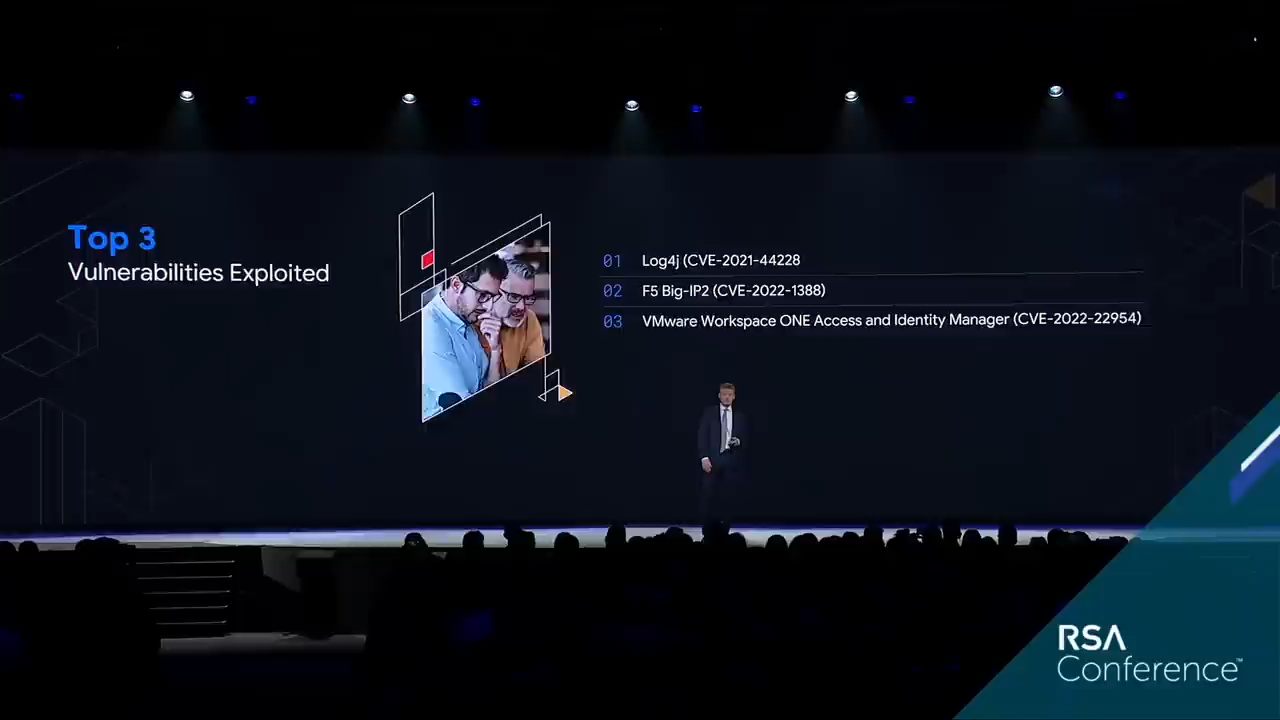 Top 3
Vulnerabilities Exploited
01 Log4j (CVE-2021-44228
02 F5 Big-IP2 (CVE-2022-1388)
03 VMware Workspace ONE Access and Identity Manager (CVE-2022-22954)
RSA
Conference™